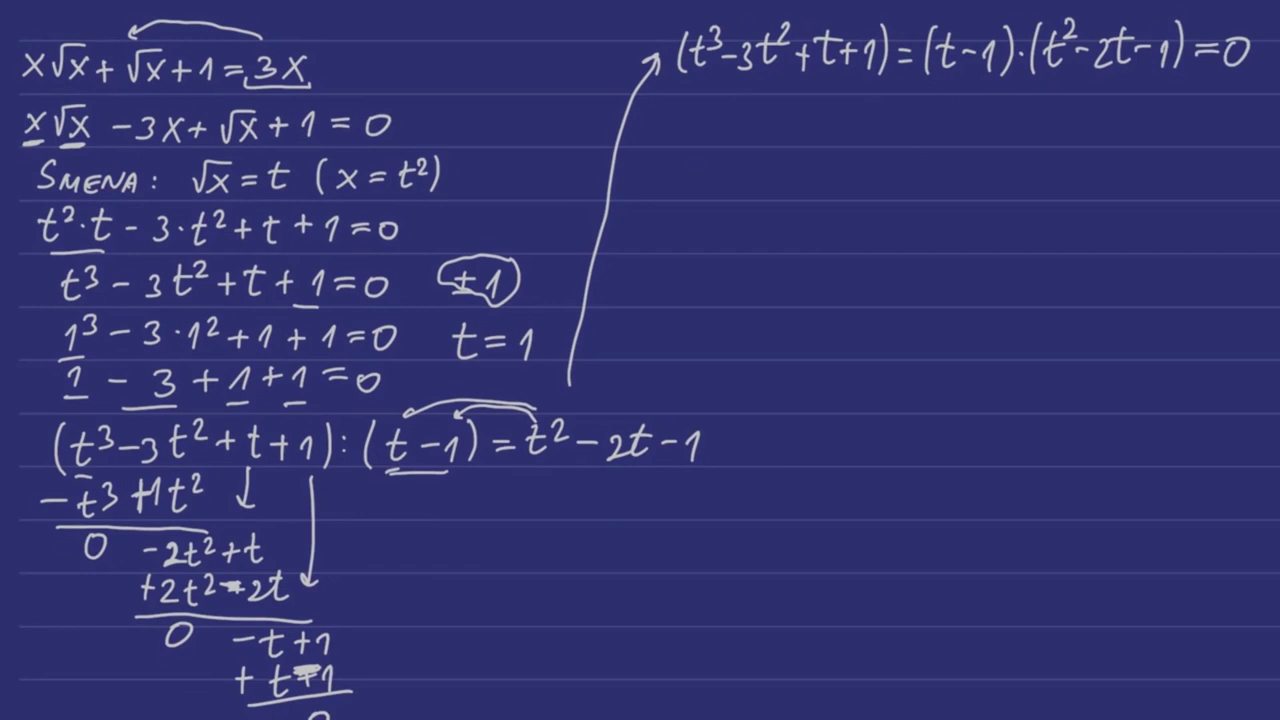 x√x + √x + 1 = 3x
x√x - 3x + √x + 1 = 0
SMENA: √x = t (x = t²)
t²·t - 3·t² + t + 1 = 0
t³ - 3t² + t + 1 = 0 ±1
1³ - 3·1² + 1 + 1 = 0 t = 1
1 - 3 + 1 + 1 = 0
(t³ - 3t² + t + 1) : (t - 1) = t² - 2t - 1
- t³ + 1t²
0 - 2t² + t
+ 2t² - 2t
0 - t + 1
+ t - 1
0
(t³ - 3t² + t + 1) = (t - 1)·(t² - 2t - 1) = 0